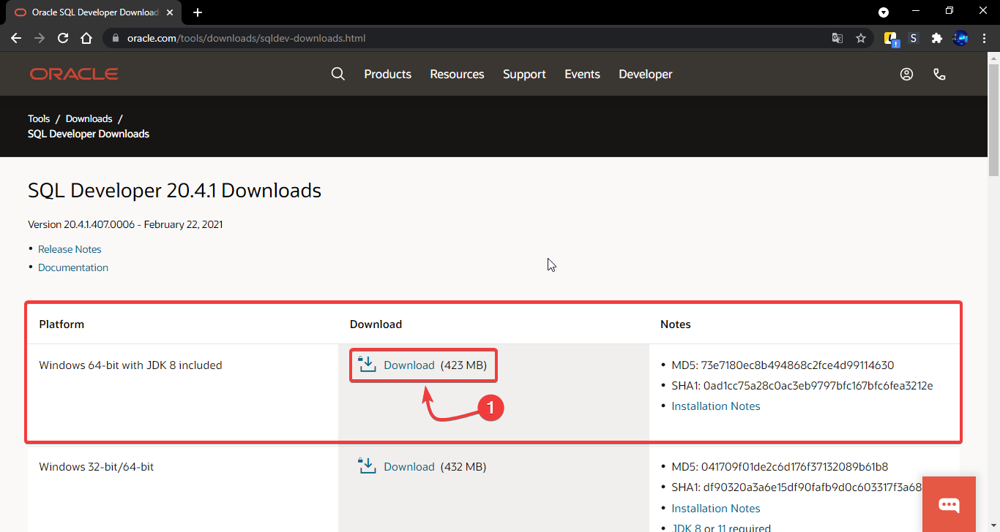 Oracle SQL Developer Download
oracle.com/tools/downloads/sqldev-downloads.html
S
ORACLE
Products Resources Support Events Developer
Tools / Downloads /
SQL Developer Downloads
SQL Developer 20.4.1 Downloads
Version 20.4.1.407.0006 - February 22, 2021
• Release Notes
• Documentation
Platform Download Notes
Windows 64-bit with JDK 8 included Download (423 MB) • MD5: 73e7180ec8b494868c2fce4d99114630
• SHA1: 0ad1cc75a28c0ac3eb9797bfc167bfc6fea3212e
• Installation Notes
1
Windows 32-bit/64-bit Download (432 MB) • MD5: 041709f01de2c6d176f37132089b61b8
• SHA1: df90320a3a6e15df90fafb9d0c603317f3a68
• Installation Notes
• JDK 8 or 11 required